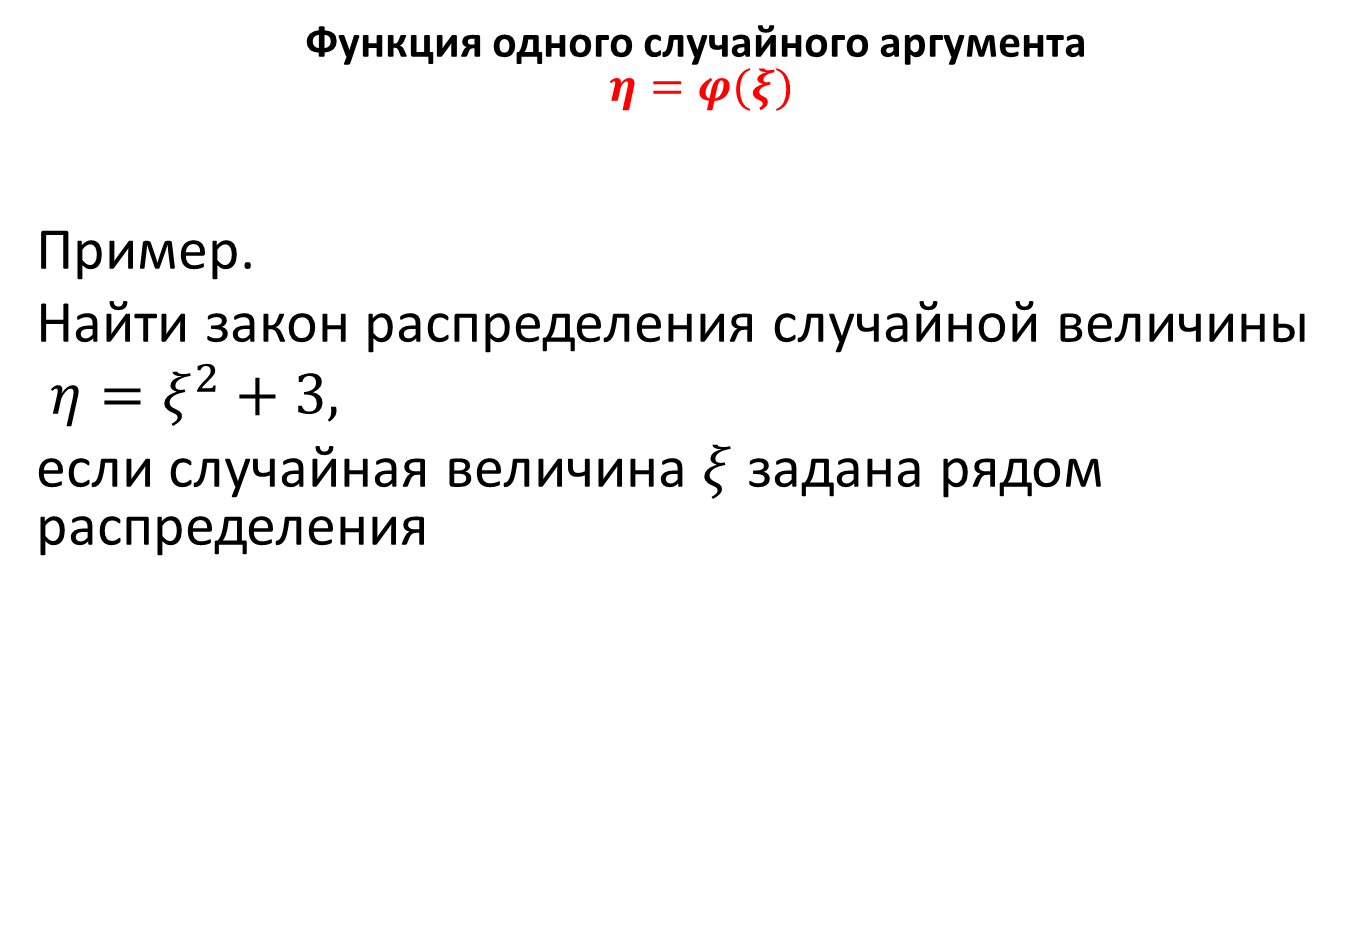 Функция одного случайного аргумента
η = φ(ξ)
Пример.
Найти закон распределения случайной величины
η = ξ² + 3,
если случайная величина ξ задана рядом
распределения